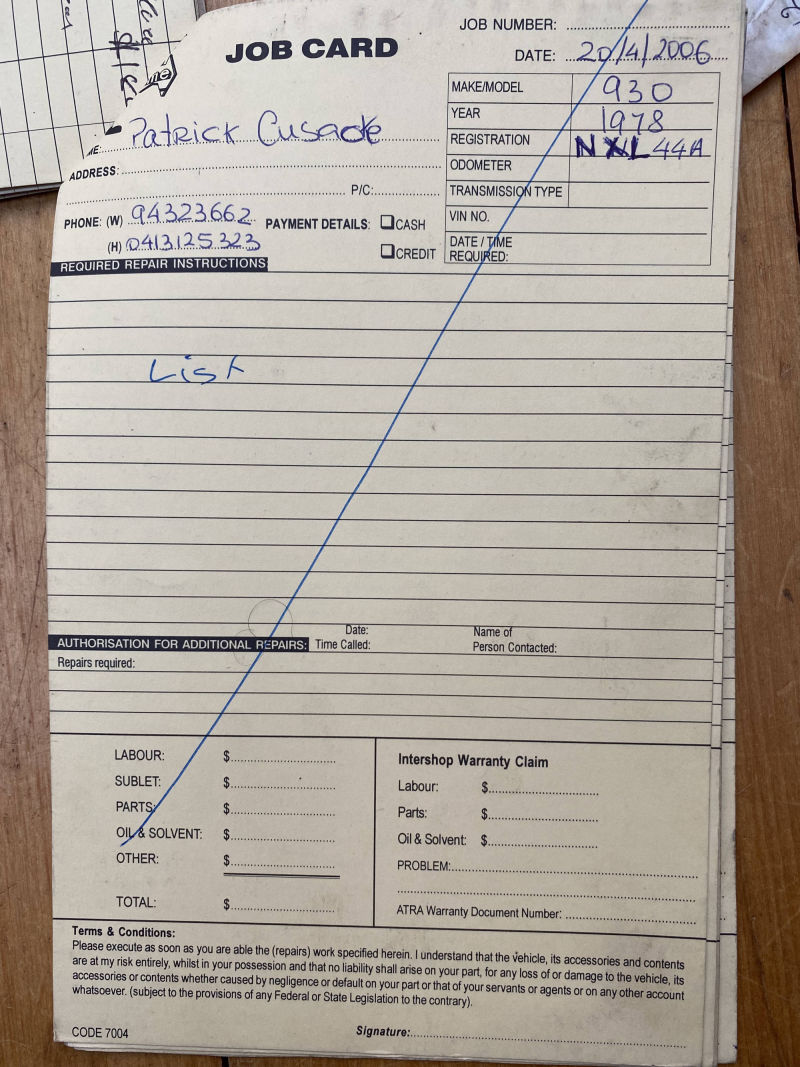 JOB CARD
JOB NUMBER:
DATE: 20/4/2006
MAKE/MODEL 930
YEAR 1978
REGISTRATION NXL 44A
ODOMETER
TRANSMISSION TYPE
VIN NO.
DATE / TIME
REQUIRED:
Patrick Cusack
ADDRESS:
P/C:
PHONE: (W) 94323662 PAYMENT DETAILS: CASH
(H) 0413125323 CREDIT
REQUIRED REPAIR INSTRUCTIONS
List
AUTHORISATION FOR ADDITIONAL REPAIRS:
Date:
Time Called:
Name of
Person Contacted:
Repairs required:
LABOUR: $
SUBLET: $
PARTS: $
OIL & SOLVENT: $
OTHER: $
TOTAL: $
Intershop Warranty Claim
Labour: $
Parts: $
Oil & Solvent: $
PROBLEM:
ATRA Warranty Document Number:
Terms & Conditions:
Please execute as soon as you are able the (repairs) work specified herein. I understand that the vehicle, its accessories and contents
are at my risk entirely, whilst in your possession and that no liability shall arise on your part, for any loss of or damage to the vehicle, its
accessories or contents whether caused by negligence or default on your part or that of your servants or agents or on any other account
whatsoever. (subject to the provisions of any Federal or State Legislation to the contrary).
CODE 7004
Signature: